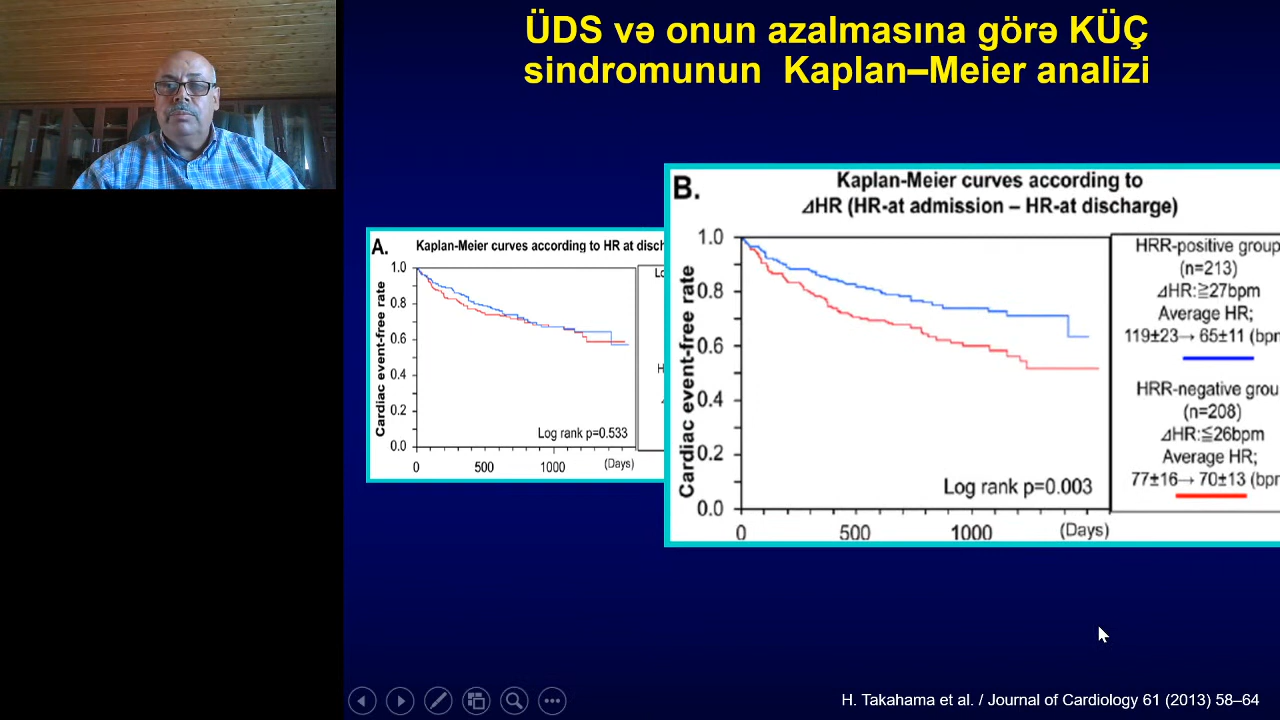 ÜDS və onun azalmasına görə KÜÇ
sindromunun Kaplan–Meier analizi
A.
Kaplan-Meier curves according to HR at
Cardiac event-free rate
1.0
0.8
0.6
0.4
0.2
0.0
Log rank p=0.533
0
500
1000
(Days)
B.
Kaplan-Meier curves according to
⊿HR (HR-at admission – HR-at discharge)
Cardiac event-free rate
1.0
0.8
0.6
0.4
0.2
0.0
Log rank p=0.003
0
500
1000
(Days)
HRR-positive group
(n=213)
⊿HR:≧27bpm
Average HR;
119±23→ 65±11 (bpm
HRR-negative grou
(n=208)
⊿HR:≦26bpm
Average HR;
77±16→ 70±13 (bpm
H. Takahama et al. / Journal of Cardiology 61 (2013) 58–64